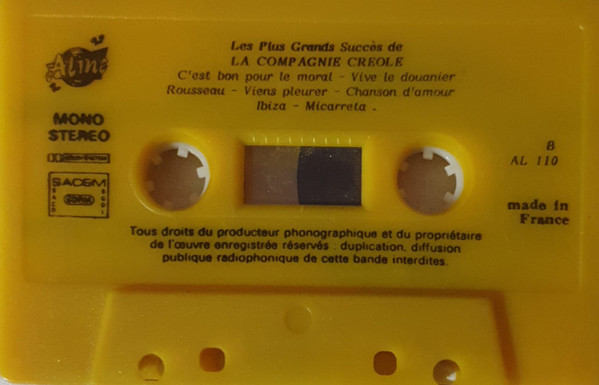 Aline
Les Plus Grands Succès de
LA COMPAGNIE CREOLE
C'est bon pour le moral - Vive le douanier
Rousseau - Viens pleurer - Chanson d'amour
Ibiza - Micarreta .
MONO
STEREO
SACEM
B
AL 110
made in
France
Tous droits du producteur phonographique et du propriétaire
de l'œuvre enregistrée réservés : duplication, diffusion
publique radiophonique de cette bande interdites.